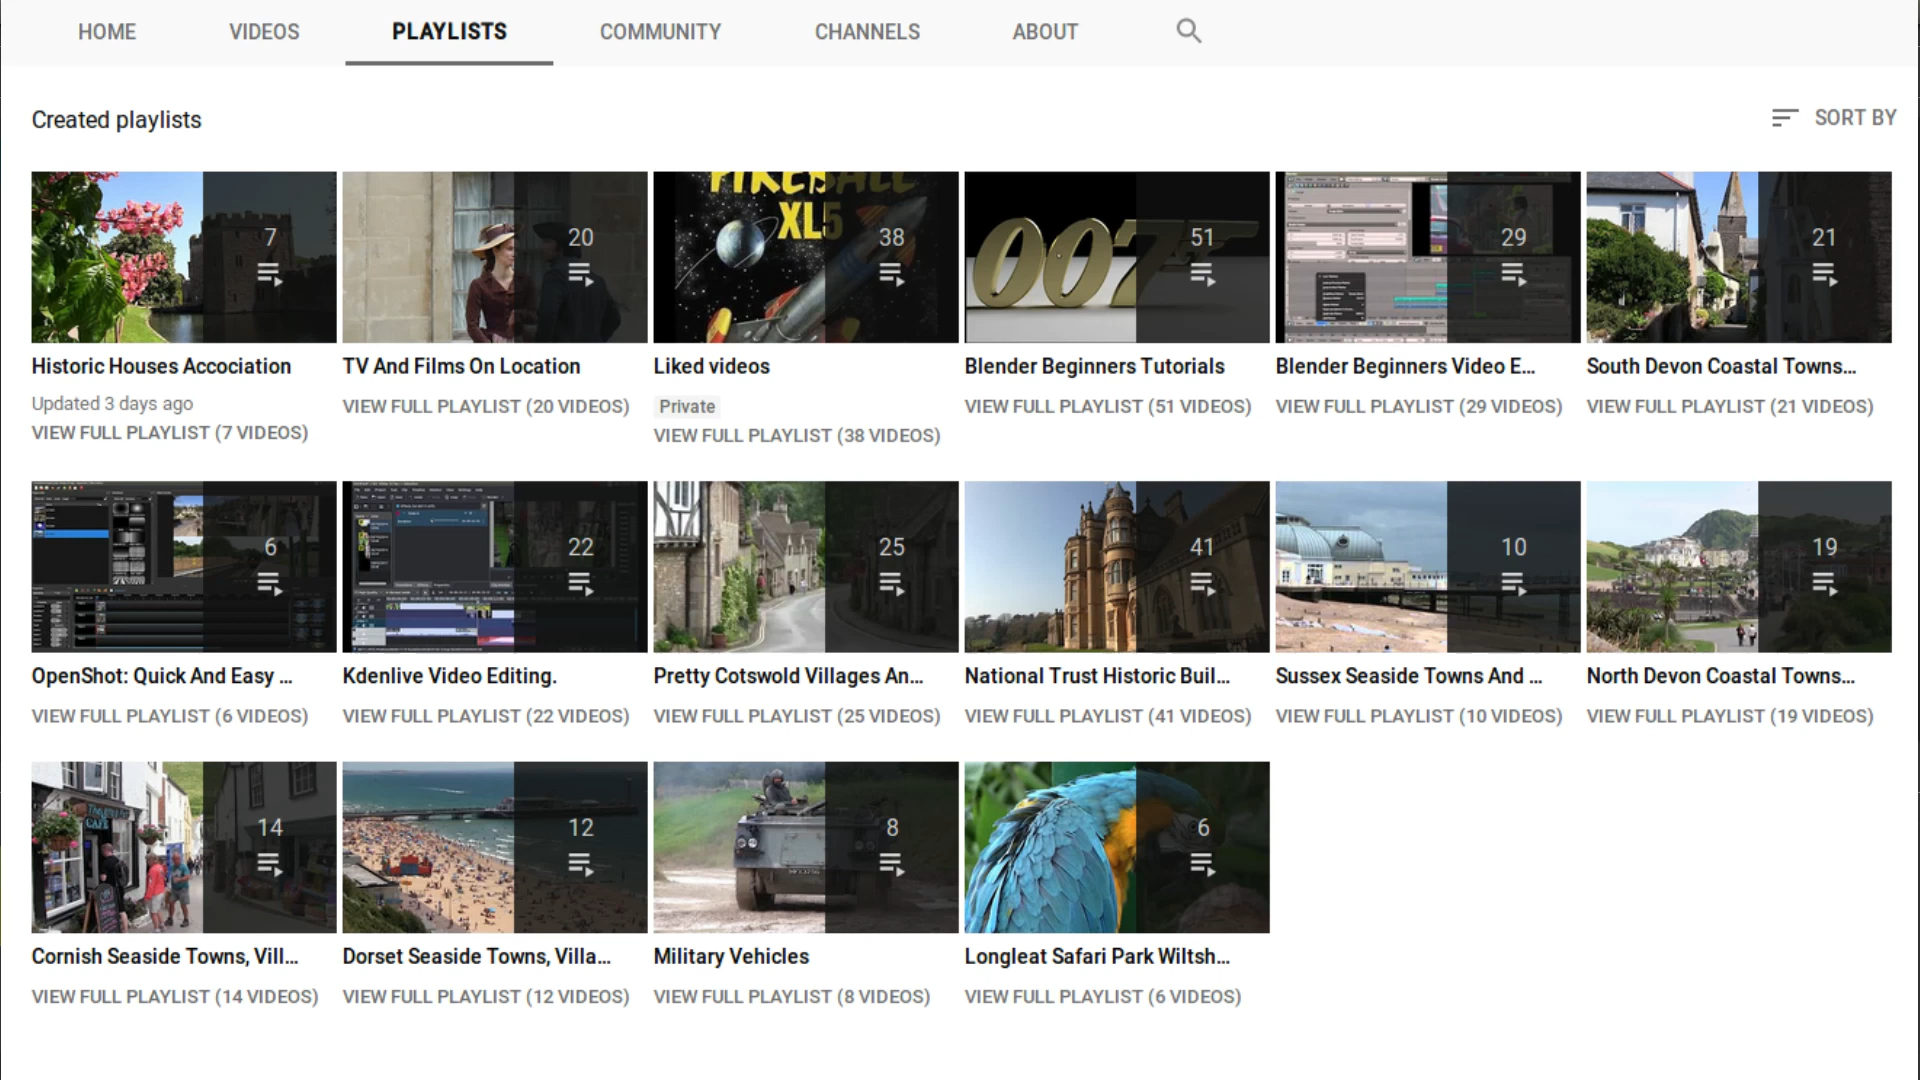 HOME VIDEOS PLAYLISTS COMMUNITY CHANNELS ABOUT
Created playlists SORT BY
7 20 38 51 29 21
XL5
007
Historic Houses Accociation TV And Films On Location Liked videos Blender Beginners Tutorials Blender Beginners Video E... South Devon Coastal Towns...
Updated 3 days ago VIEW FULL PLAYLIST (20 VIDEOS) Private VIEW FULL PLAYLIST (51 VIDEOS) VIEW FULL PLAYLIST (29 VIDEOS) VIEW FULL PLAYLIST (21 VIDEOS)
VIEW FULL PLAYLIST (7 VIDEOS) VIEW FULL PLAYLIST (38 VIDEOS)
6 22 25 41 10 19
OpenShot: Quick And Easy ... Kdenlive Video Editing. Pretty Cotswold Villages An... National Trust Historic Buil... Sussex Seaside Towns And ... North Devon Coastal Towns...
VIEW FULL PLAYLIST (6 VIDEOS) VIEW FULL PLAYLIST (22 VIDEOS) VIEW FULL PLAYLIST (25 VIDEOS) VIEW FULL PLAYLIST (41 VIDEOS) VIEW FULL PLAYLIST (10 VIDEOS) VIEW FULL PLAYLIST (19 VIDEOS)
14 12 8 6
CAFE
Cornish Seaside Towns, Vill... Dorset Seaside Towns, Villa... Military Vehicles Longleat Safari Park Wiltsh...
VIEW FULL PLAYLIST (14 VIDEOS) VIEW FULL PLAYLIST (12 VIDEOS) VIEW FULL PLAYLIST (8 VIDEOS) VIEW FULL PLAYLIST (6 VIDEOS)